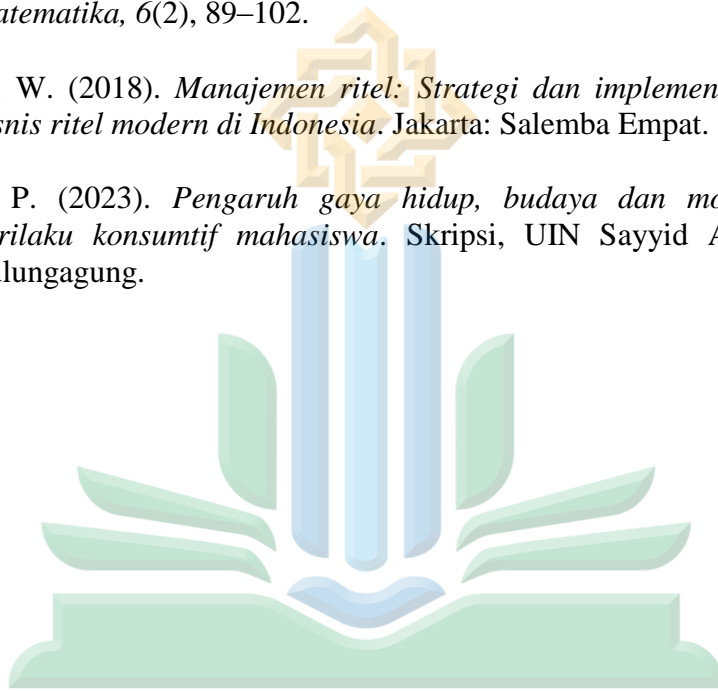 atematika, 6(2), 89–102.
W. (2018). Manajemen ritel: Strategi dan implemen
snis ritel modern di Indonesia. Jakarta: Salemba Empat.
P. (2023). Pengaruh gaya hidup, budaya dan mo
rilaku konsumtif mahasiswa. Skripsi, UIN Sayyid A
ulungagung.